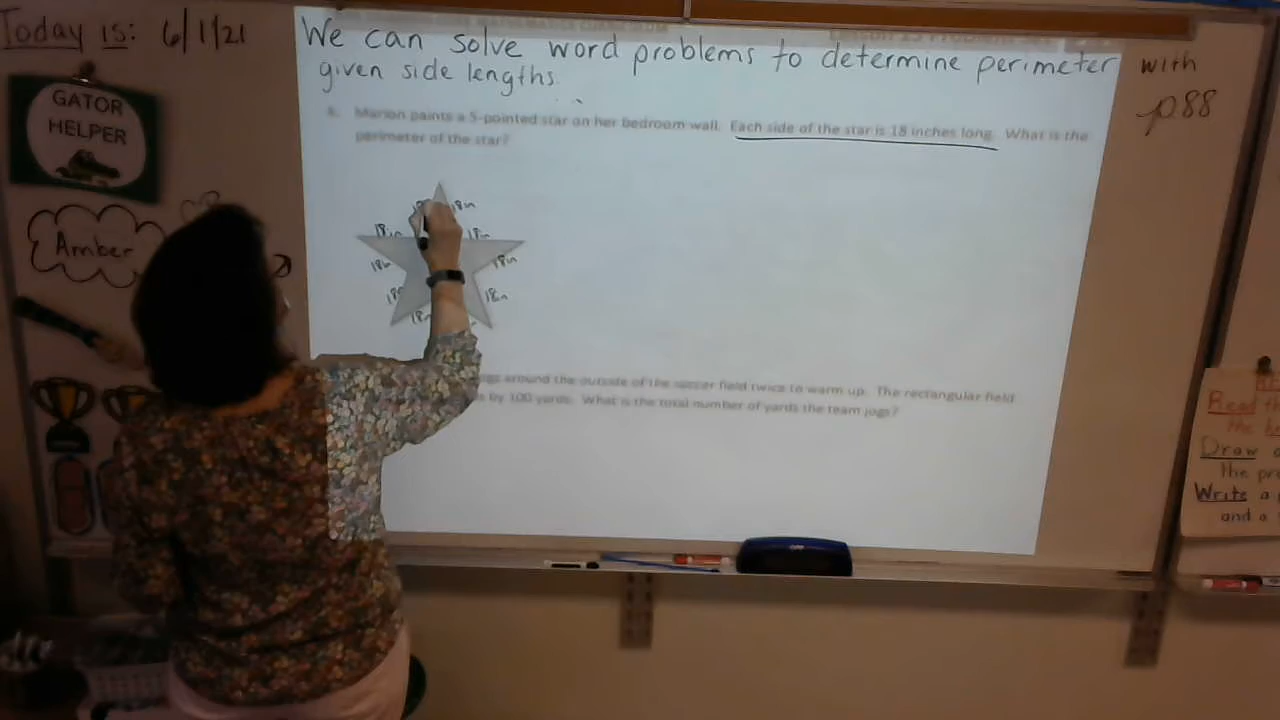 Today is: 6/1/21
We can solve word problems to determine perimeter with
given side lengths.
p.88
GATOR
HELPER
Amber
Marion paints a 5-pointed star on her bedroom wall. Each side of the star is 18 inches long. What is the
perimeter of the star?
18in
18in
18in
18in
18in
18in
18in
around the outside of the soccer field twice to warm up. The rectangular field
by 100 yards. What is the total number of yards the team jogs?
Read
the
Draw
the
Write a
and a